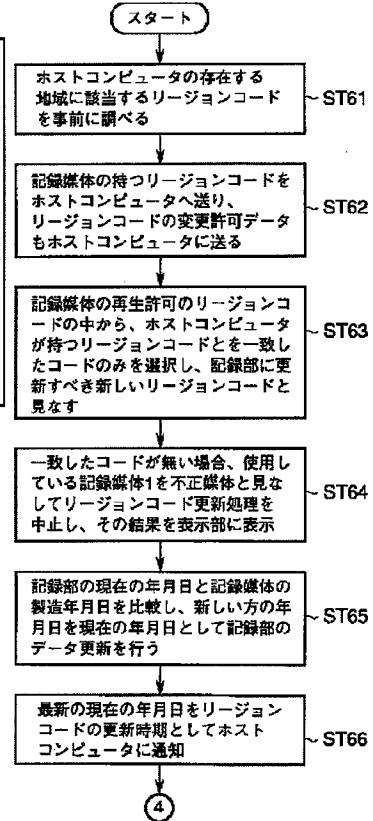 スタート
ホストコンピュータの存在する
地域に該当するリージョンコード
を事前に調べる
ST61
記録媒体の持つリージョンコードを
ホストコンピュータへ送り、
リージョンコードの変更許可データ
もホストコンピュータに送る
ST62
記録媒体の再生許可のリージョンコ
ードの中から、ホストコンピュータ
が持つリージョンコードとを一致し
たコードのみを選択し、記録部に更
新すべき新しいリージョンコードと
見なす
ST63
一致したコードが無い場合、使用し
ている記録媒体1を不正媒体と見な
してリージョンコード更新処理を
中止し、その結果を表示部に表示
ST64
記録部の現在の年月日と記録媒体の
製造年月日を比較し、新しい方の年
月日を現在の年月日として記録部の
データ更新を行う
ST65
最新の現在の年月日をリージョン
コードの更新時期としてホスト
コンピュータに通知
ST66
4